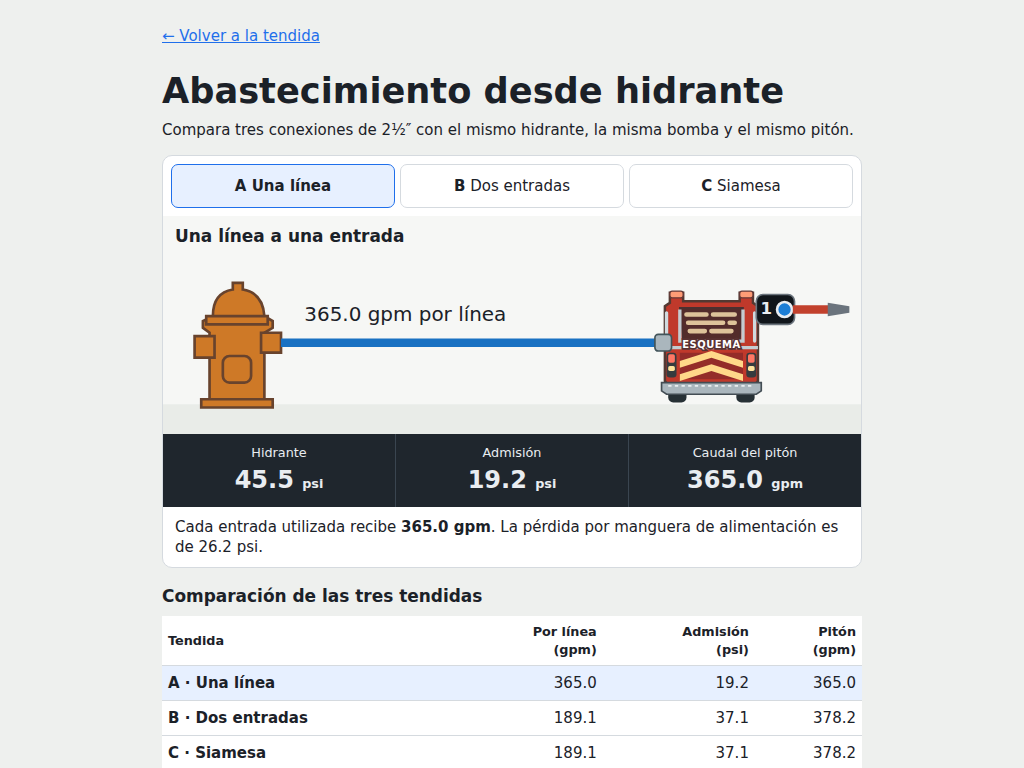 ← Volver a la tendida
Abastecimiento desde hidrante
Compara tres conexiones de 2½″ con el mismo hidrante, la misma bomba y el mismo pitón.
A Una línea
B Dos entradas
C Siamesa
Una línea a una entrada
365.0 gpm por línea
1
ESQUEMA
Hidrante
45.5 psi
Admisión
19.2 psi
Caudal del pitón
365.0 gpm
Cada entrada utilizada recibe 365.0 gpm. La pérdida por manguera de alimentación es
de 26.2 psi.
Comparación de las tres tendidas
Tendida Por línea (gpm) Admisión (psi) Pitón (gpm)
A · Una línea 365.0 19.2 365.0
B · Dos entradas 189.1 37.1 378.2
C · Siamesa 189.1 37.1 378.2